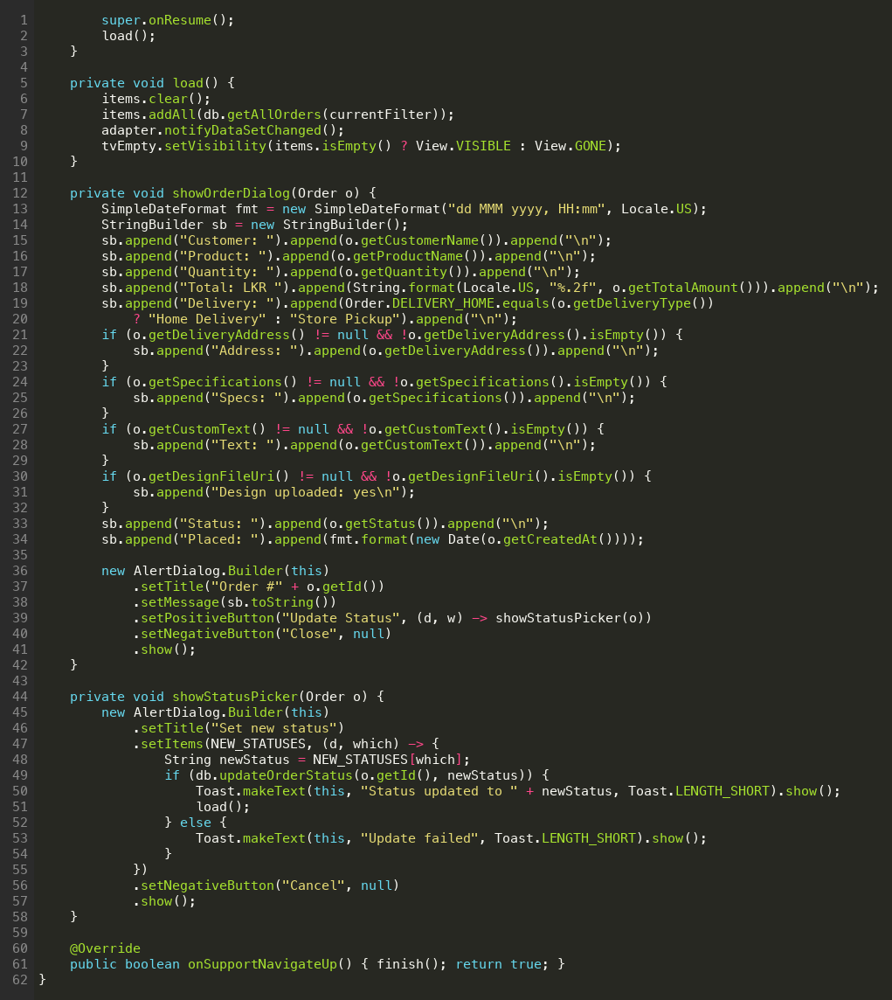 1         super.onResume();
2         load();
3     }
4
5     private void load() {
6         items.clear();
7         items.addAll(db.getAllOrders(currentFilter));
8         adapter.notifyDataSetChanged();
9         tvEmpty.setVisibility(items.isEmpty() ? View.VISIBLE : View.GONE);
10     }
11
12     private void showOrderDialog(Order o) {
13         SimpleDateFormat fmt = new SimpleDateFormat("dd MMM yyyy, HH:mm", Locale.US);
14         StringBuilder sb = new StringBuilder();
15         sb.append("Customer: ").append(o.getCustomerName()).append("\n");
16         sb.append("Product: ").append(o.getProductName()).append("\n");
17         sb.append("Quantity: ").append(o.getQuantity()).append("\n");
18         sb.append("Total: LKR ").append(String.format(Locale.US, "%.2f", o.getTotalAmount())).append("\n");
19         sb.append("Delivery: ").append(Order.DELIVERY_HOME.equals(o.getDeliveryType())
20             ? "Home Delivery" : "Store Pickup").append("\n");
21         if (o.getDeliveryAddress() != null && !o.getDeliveryAddress().isEmpty()) {
22             sb.append("Address: ").append(o.getDeliveryAddress()).append("\n");
23         }
24         if (o.getSpecifications() != null && !o.getSpecifications().isEmpty()) {
25             sb.append("Specs: ").append(o.getSpecifications()).append("\n");
26         }
27         if (o.getCustomText() != null && !o.getCustomText().isEmpty()) {
28             sb.append("Text: ").append(o.getCustomText()).append("\n");
29         }
30         if (o.getDesignFileUri() != null && !o.getDesignFileUri().isEmpty()) {
31             sb.append("Design uploaded: yes\n");
32         }
33         sb.append("Status: ").append(o.getStatus()).append("\n");
34         sb.append("Placed: ").append(fmt.format(new Date(o.getCreatedAt())));
35
36         new AlertDialog.Builder(this)
37             .setTitle("Order #" + o.getId())
38             .setMessage(sb.toString())
39             .setPositiveButton("Update Status", (d, w) -> showStatusPicker(o))
40             .setNegativeButton("Close", null)
41             .show();
42     }
43
44     private void showStatusPicker(Order o) {
45         new AlertDialog.Builder(this)
46             .setTitle("Set new status")
47             .setItems(NEW_STATUSES, (d, which) -> {
48                 String newStatus = NEW_STATUSES[which];
49                 if (db.updateOrderStatus(o.getId(), newStatus)) {
50                     Toast.makeText(this, "Status updated to " + newStatus, Toast.LENGTH_SHORT).show();
51                     load();
52                 } else {
53                     Toast.makeText(this, "Update failed", Toast.LENGTH_SHORT).show();
54                 }
55             })
56             .setNegativeButton("Cancel", null)
57             .show();
58     }
59
60     @Override
61     public boolean onSupportNavigateUp() { finish(); return true; }
62 }